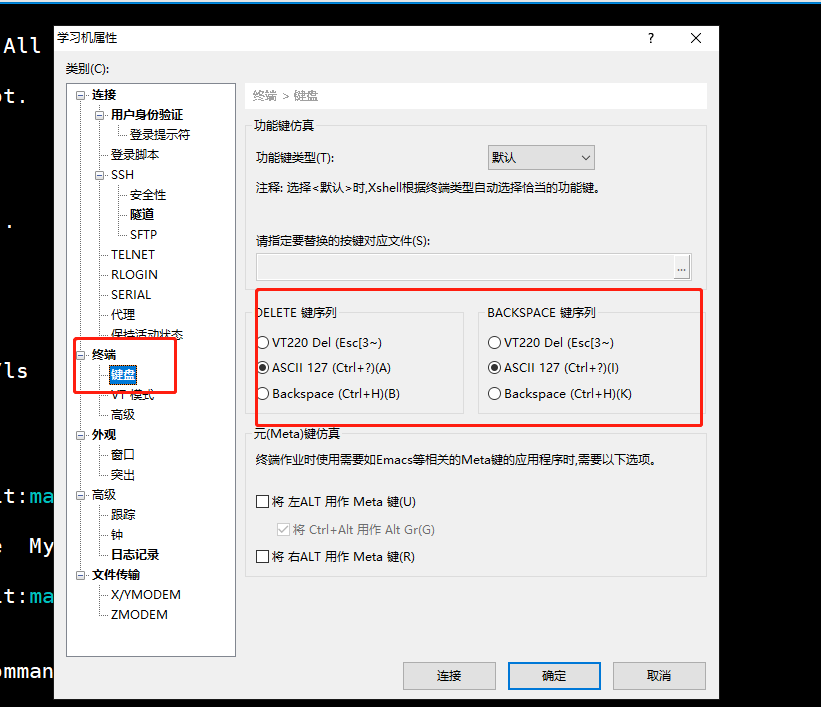 学习机属性
?
类别(C):
All
ot.
.
/ls
lt:ma
e My
lt:ma
omman
连接
用户身份验证
登录提示符
登录脚本
SSH
安全性
隧道
SFTP
TELNET
RLOGIN
SERIAL
代理
保持活动状态
终端
键盘
VT 模式
高级
外观
窗口
突出
高级
跟踪
钟
日志记录
文件传输
X/YMODEM
ZMODEM
终端 > 键盘
功能键仿真
功能键类型(T):
默认
注释: 选择<默认>时,Xshell根据终端类型自动选择恰当的功能键。
请指定要替换的按键对应文件(S):
...
DELETE 键序列
VT220 Del (Esc[3~)
ASCII 127 (Ctrl+?)(A)
Backspace (Ctrl+H)(B)
BACKSPACE 键序列
VT220 Del (Esc[3~)
ASCII 127 (Ctrl+?)(I)
Backspace (Ctrl+H)(K)
元(Meta)键仿真
终端作业时使用需要如Emacs等相关的Meta键的应用程序时,需要以下选项。
将 左ALT 用作 Meta 键(U)
将 Ctrl+Alt 用作 Alt Gr(G)
将 右ALT 用作 Meta 键(R)
连接
确定
取消